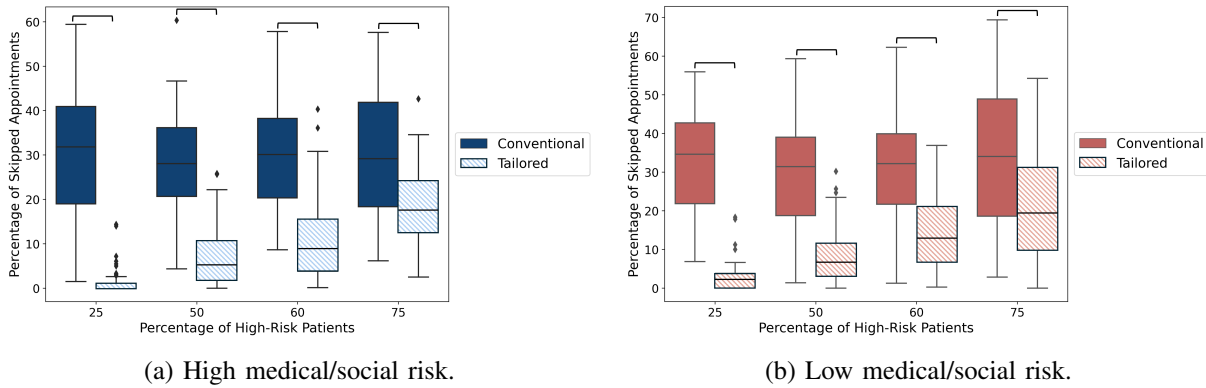 60
50
40
30
20
10
0
Percentage of Skipped Appointments
25 50 60 75
Percentage of High-Risk Patients
Conventional
Tailored
(a) High medical/social risk.
70
60
50
40
30
20
10
0
Percentage of Skipped Appointments
25 50 60 75
Percentage of High-Risk Patients
Conventional
Tailored
(b) Low medical/social risk.